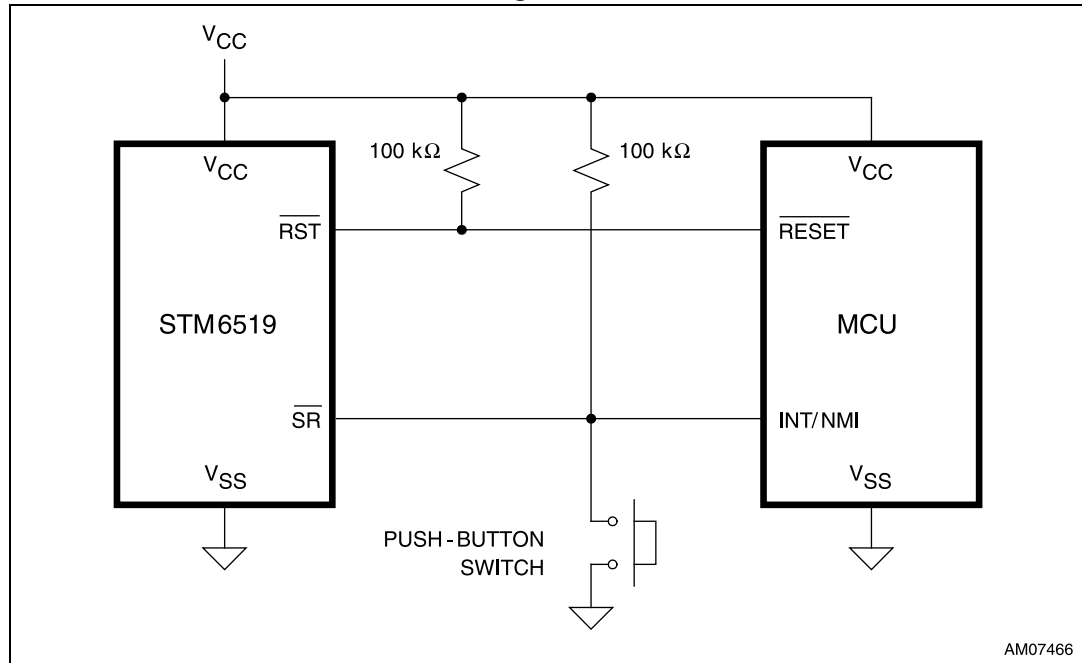 VCC
100 kΩ
100 kΩ
VCC
RST
STM6519
SR
VSS
VCC
RESET
MCU
INT/NMI
VSS
PUSH-BUTTON
SWITCH
AM07466